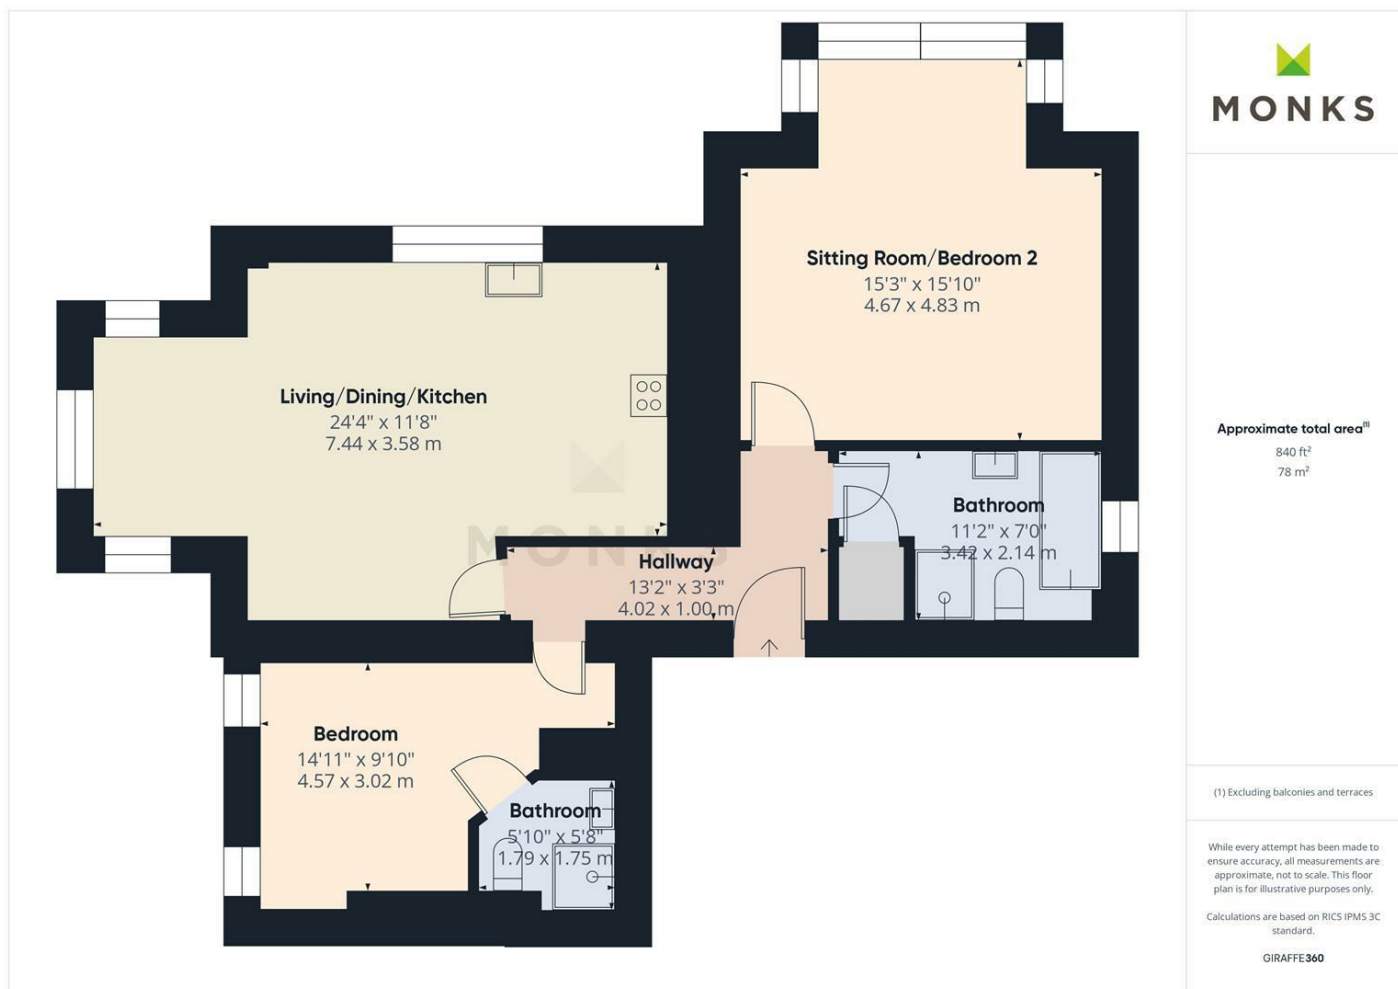 Sitting Room/Bedroom 2
15'3" x 15'10"
4.67 x 4.83 m
Living/Dining/Kitchen
24'4" x 11'8"
7.44 x 3.58 m
MONKS
Hallway
13'2" x 3'3"
4.02 x 1.00 m
Bathroom
11'2" x 7'0"
3.42 x 2.14 m
Bedroom
14'11" x 9'10"
4.57 x 3.02 m
Bathroom
5'10" x 5'8"
1.79 x 1.75 m
MONKS
Approximate total area(1)
840 ft²
78 m²
(1) Excluding balconies and terraces
While every attempt has been made to
ensure accuracy, all measurements are
approximate, not to scale. This floor
plan is for illustrative purposes only.
Calculations are based on RICS IPMS 3C
standard.
GIRAFFE360